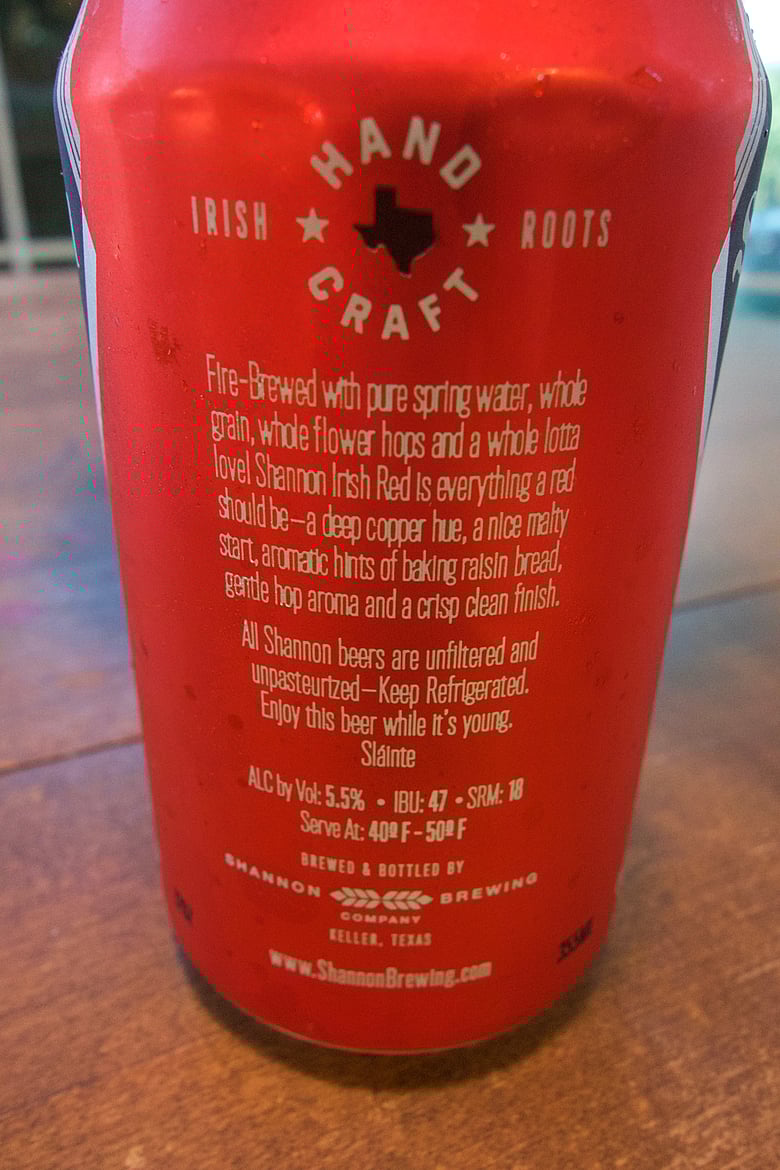 HAND
IRISH ROOTS
CRAFT
Fire-Brewed with pure spring water, whole
grain, whole flower hops and a whole lotta
love! Shannon Irish Red is everything a red
should be—a deep copper hue, a nice malty
start, aromatic hints of baking raisin bread,
gentle hop aroma and a crisp clean finish.
All Shannon beers are unfiltered and
unpasteurized—Keep Refrigerated.
Enjoy this beer while it's young.
Sláinte
ALC by Vol: 5.5% • IBU: 47 • SRM: 18
Serve At: 40º F - 50º F
BREWED & BOTTLED BY
SHANNON BREWING
COMPANY
KELLER, TEXAS
www.ShannonBrewing.com